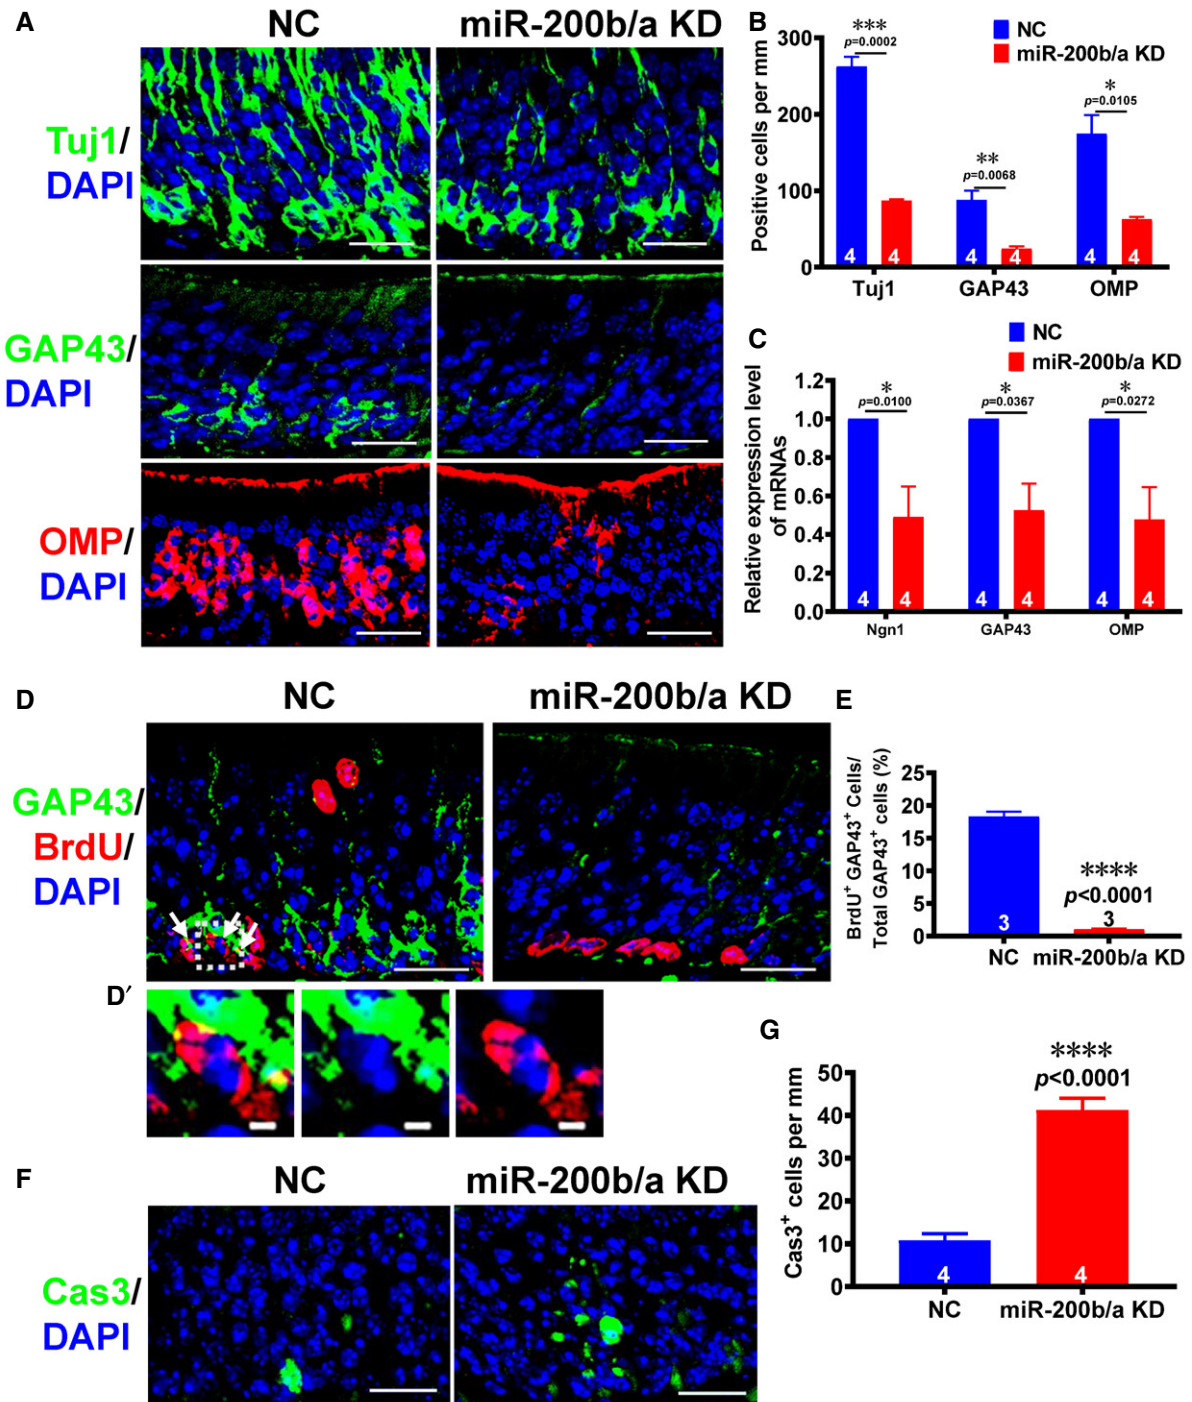 A
NC
miR-200b/a KD
Tuj1/
DAPI
GAP43/
DAPI
OMP/
DAPI
B
NC
miR-200b/a KD
Positive cells per mm
300
200
100
0
***
p=0.0002
**
p=0.0068
*
p=0.0105
4
4
4
4
4
4
Tuj1
GAP43
OMP
C
NC
miR-200b/a KD
Relative expression level
of mRNAs
1.2
1.0
0.8
0.6
0.4
0.2
0.0
*
p=0.0100
*
p=0.0367
*
p=0.0272
4
4
4
4
4
4
Ngn1
GAP43
OMP
D
NC
miR-200b/a KD
GAP43/
BrdU/
DAPI
D′
E
BrdU+ GAP43+ Cells/
Total GAP43+ cells (%)
25
20
15
10
5
0
****
p<0.0001
3
3
NC
miR-200b/a KD
F
NC
miR-200b/a KD
Cas3/
DAPI
G
Cas3+ cells per mm
50
40
30
20
10
0
****
p<0.0001
4
4
NC
miR-200b/a KD